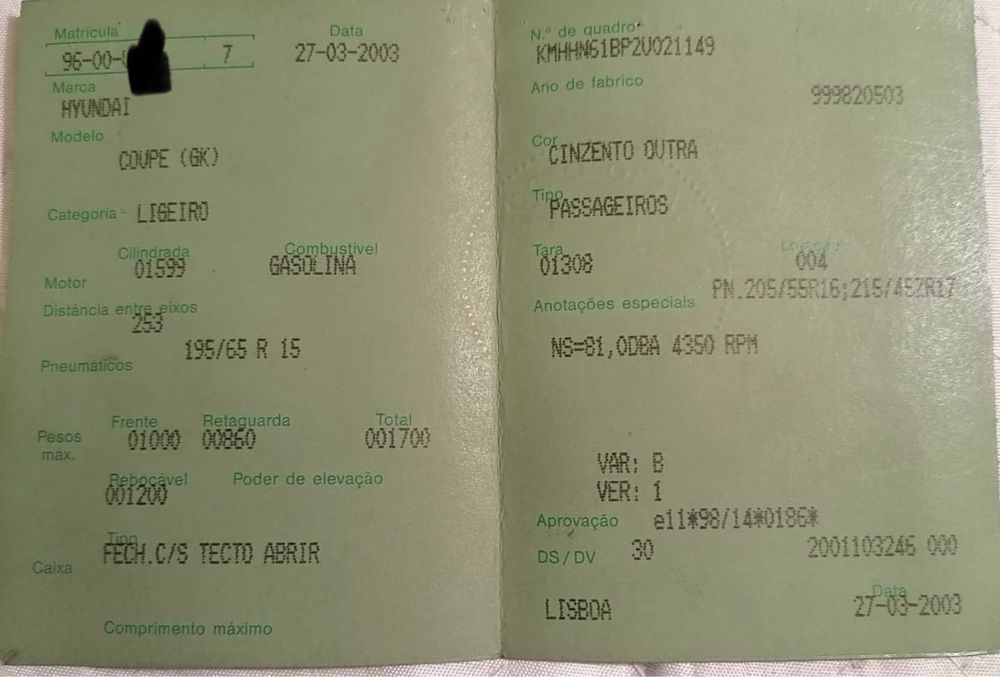 Matrícula Data
96-00- 7 27-03-2003
Marca
HYUNDAI
Modelo
COUPE (GK)
Categoria LIGEIRO
Cilindrada Combustível
Motor 01599 GASOLINA
Distância entre eixos
253
195/65 R 15
Pneumáticos
Frente Retaguarda Total
Pesos máx. 01000 00860 001700
Rebocável Poder de elevação
001200
Tipo
FECH.C/S TECTO ABRIR
Caixa
Comprimento máximo
N.º de quadro
KMHHN61BP2U021149
Ano de fabrico
999820503
Cor
CINZENTO OUTRA
Tipo
PASSAGEIROS
Tara Lotação
01308 004
PN.205/55R16;215/45ZR17
Anotações especiais
NS=81,0DBA 4350 RPM
VAR: B
VER: 1
Aprovação e11*98/14*0186*
DS/DV 30 2001103246 000
Data
LISBOA 27-03-2003